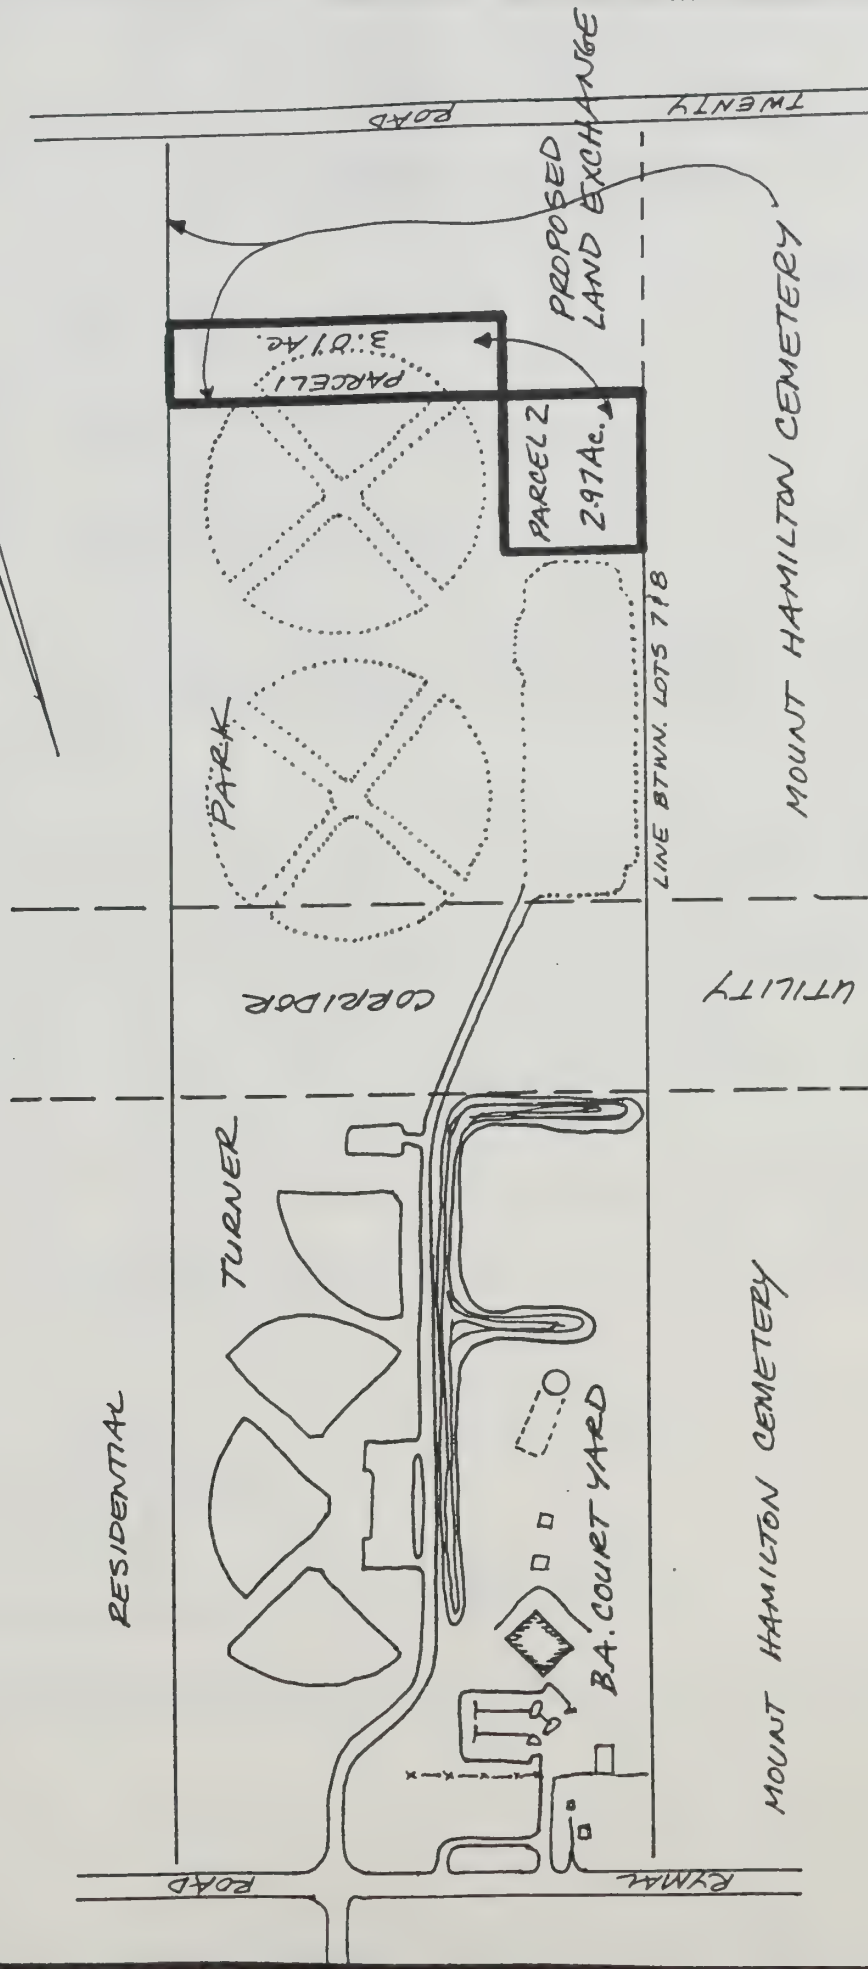 TWENTY ROAD
PROPOSED
LAND EXCHANGE
PARCEL 1
3.01 Ac.
PARCEL 2
2.97 Ac.
MOUNT HAMILTON CEMETERY
LINE BTWN. LOTS 7 & 8
PARK
UTILITY CORRIDOR
TURNER
RESIDENTIAL
B.A. COURT YARD
MOUNT HAMILTON CEMETERY
RYMAL ROAD